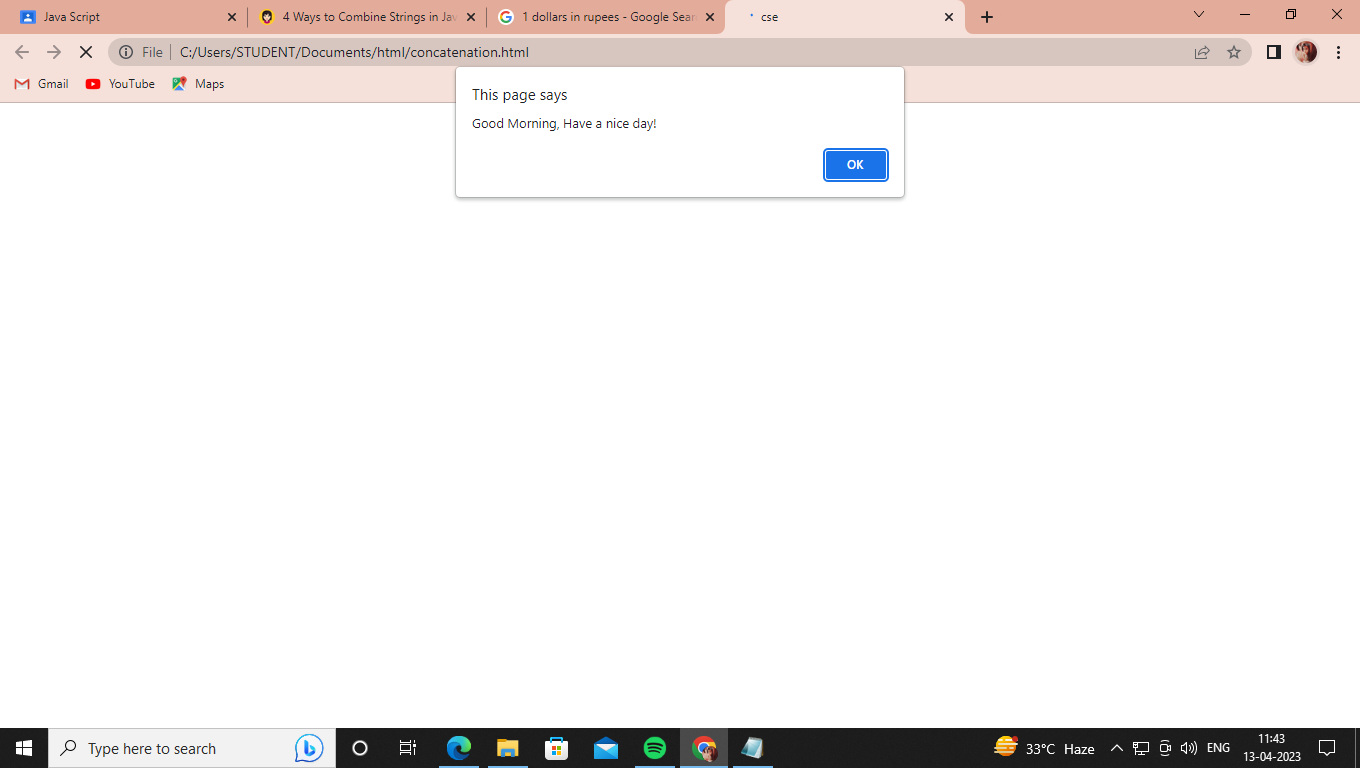 Java Script
4 Ways to Combine Strings in Jav
1 dollars in rupees - Google Sear
cse
File
C:/Users/STUDENT/Documents/html/concatenation.html
Gmail
YouTube
Maps
This page says
Good Morning, Have a nice day!
OK
Type here to search
33°C Haze
ENG
11:43
13-04-2023